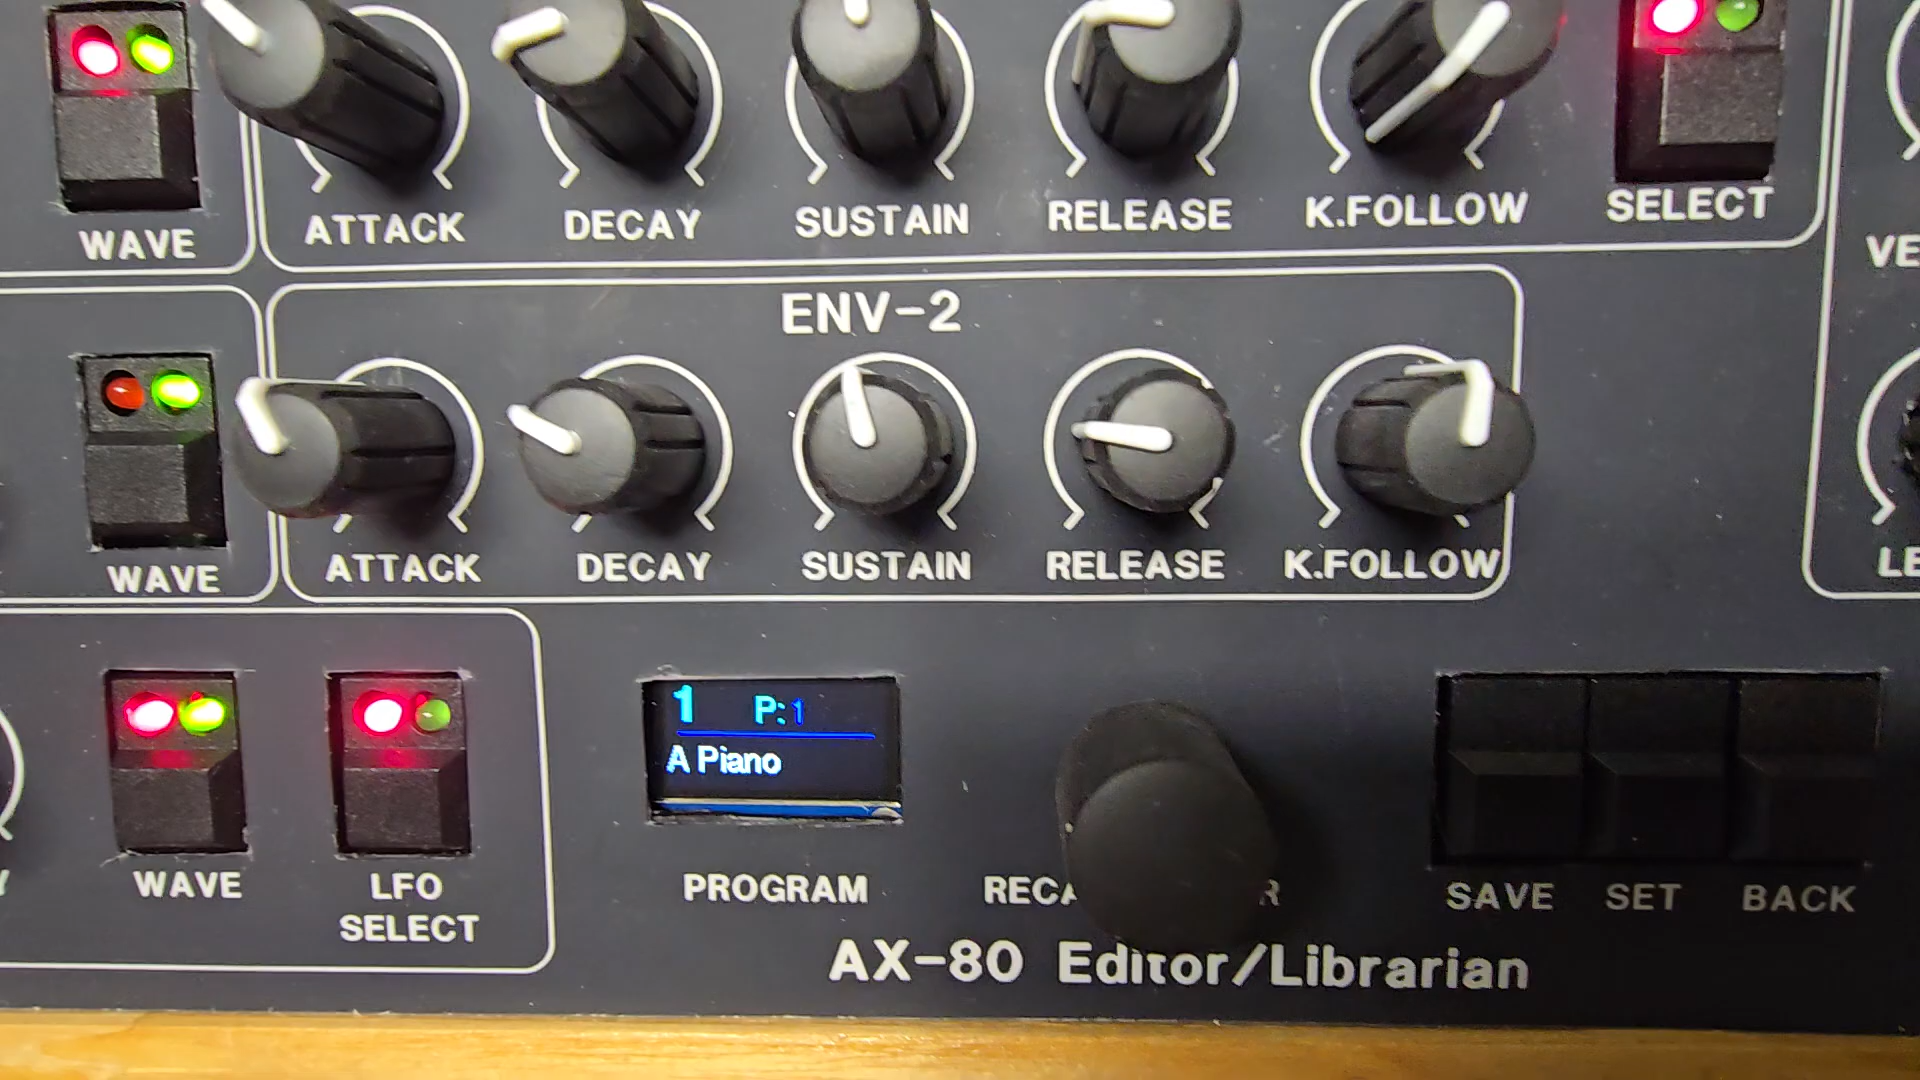 WAVE
ATTACK DECAY SUSTAIN RELEASE K.FOLLOW SELECT
ENV-2
WAVE
ATTACK DECAY SUSTAIN RELEASE K.FOLLOW
1 P:1
A Piano
WAVE
LFO
SELECT
PROGRAM
SAVE SET BACK
AX-80 Editor/Librarian